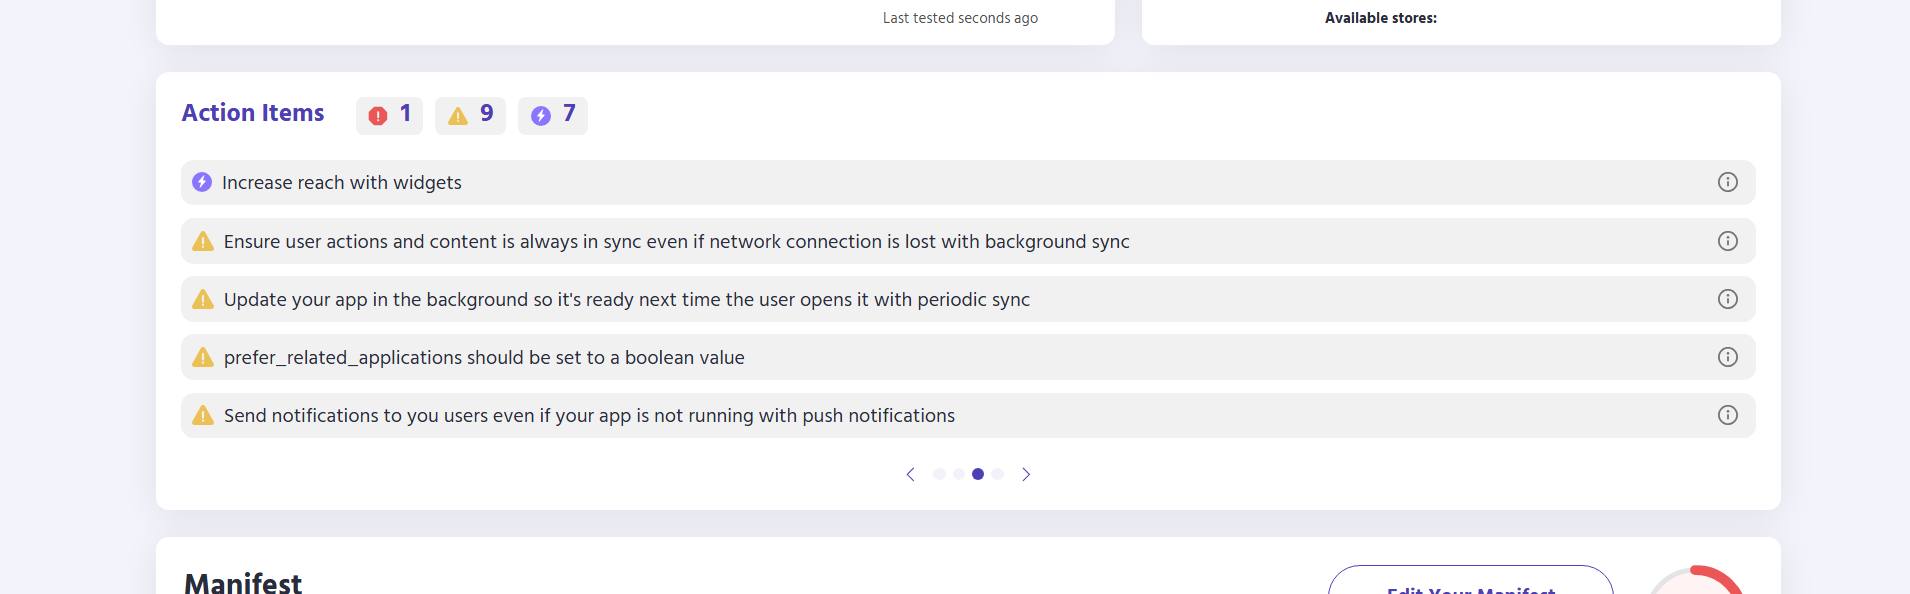 Last tested seconds ago
Available stores:
Action Items 1 9 7
Increase reach with widgets
Ensure user actions and content is always in sync even if network connection is lost with background sync
Update your app in the background so it's ready next time the user opens it with periodic sync
prefer_related_applications should be set to a boolean value
Send notifications to you users even if your app is not running with push notifications
Manifest
Edit Your Manifest